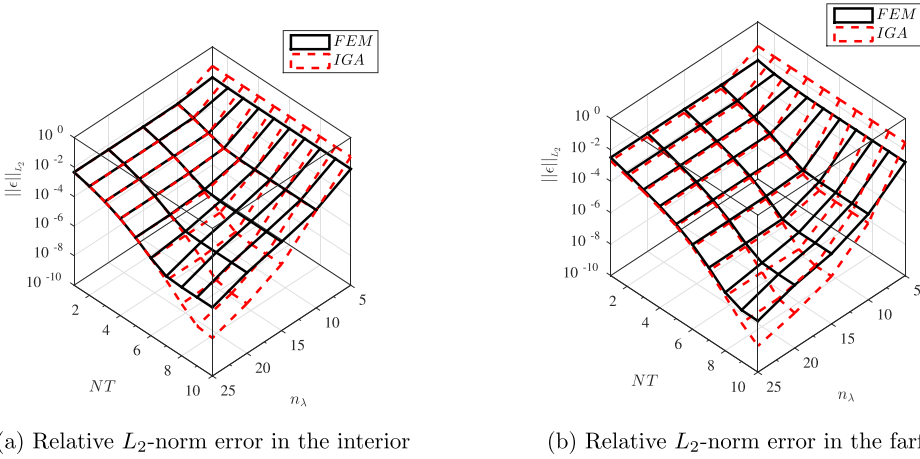 FEM
IGA
10 0
10 -2
10 -4
10 -6
10 -8
10 -10
||ϵ||L2
2
4
6
8
10
NT
25
20
15
10
5
nλ
(a) Relative L2-norm error in the interior
FEM
IGA
10 0
10 -2
10 -4
10 -6
10 -8
10 -10
||ϵ||L2
2
4
6
8
10
NT
25
20
15
10
5
nλ
(b) Relative L2-norm error in the farf